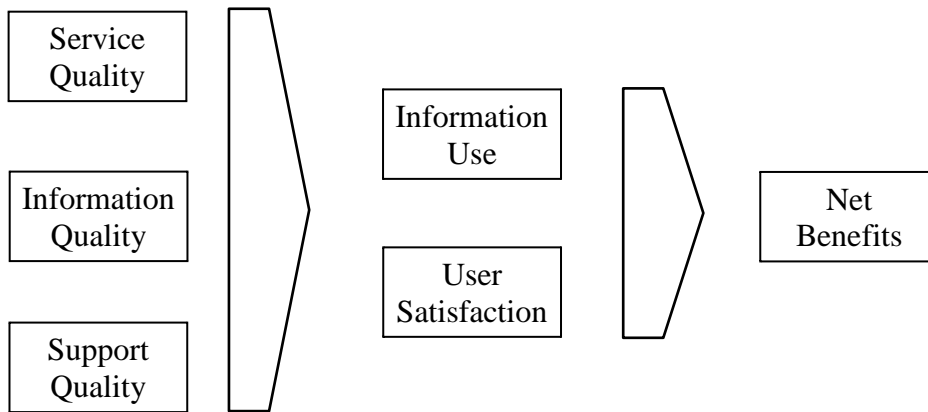 Service
Quality
Information
Quality
Support
Quality
Information
Use
User
Satisfaction
Net
Benefits